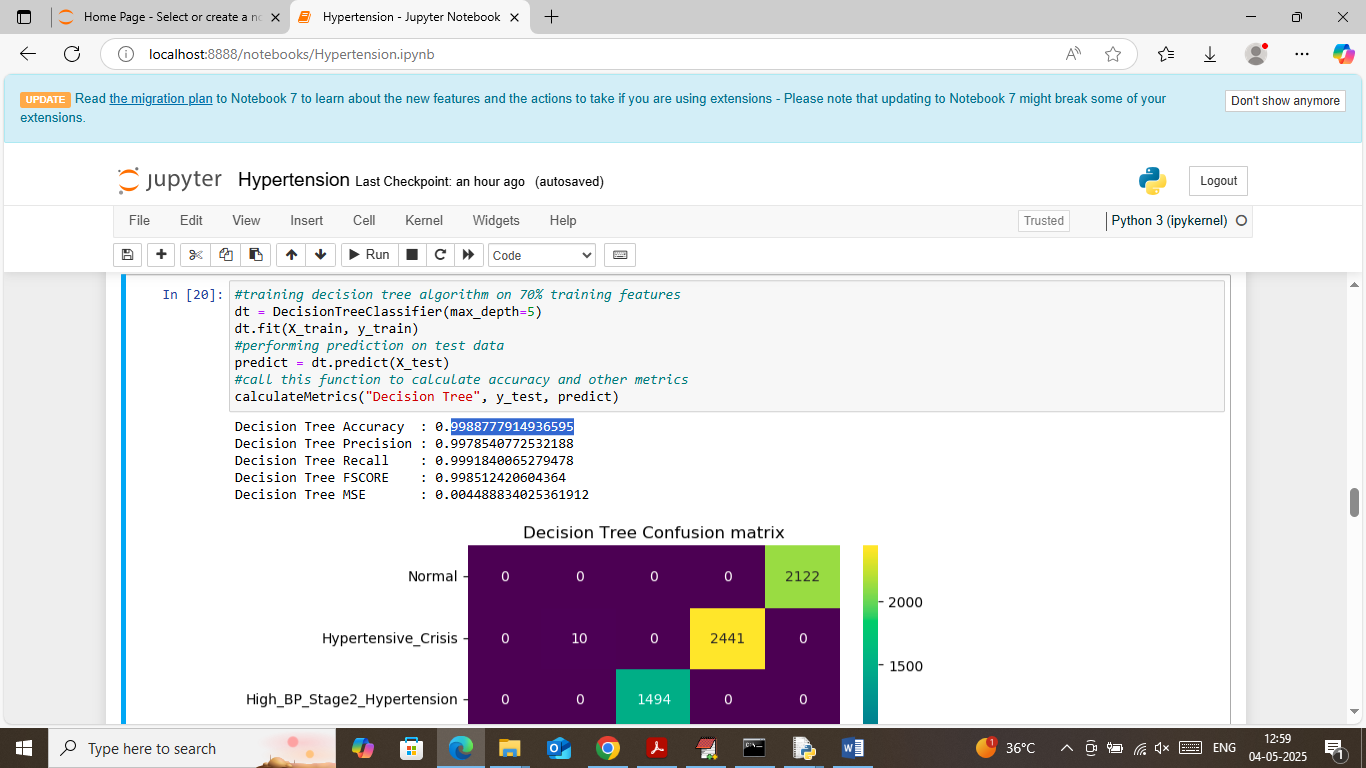 Home Page - Select or create a no
Hypertension - Jupyter Notebook
localhost:8888/notebooks/Hypertension.ipynb
UPDATE Read the migration plan to Notebook 7 to learn about the new features and the actions to take if you are using extensions - Please note that updating to Notebook 7 might break some of your
extensions.
Don't show anymore
jupyter Hypertension Last Checkpoint: an hour ago (autosaved)
Logout
File Edit View Insert Cell Kernel Widgets Help
Trusted
Python 3 (ipykernel)
Run
Code
In [20]:
#training decision tree algorithm on 70% training features
dt = DecisionTreeClassifier(max_depth=5)
dt.fit(X_train, y_train)
#performing prediction on test data
predict = dt.predict(X_test)
#call this function to calculate accuracy and other metrics
calculateMetrics("Decision Tree", y_test, predict)
Decision Tree Accuracy : 0.9988777914936595
Decision Tree Precision : 0.9978540772532188
Decision Tree Recall : 0.9991840065279478
Decision Tree FSCORE : 0.998512420604364
Decision Tree MSE : 0.004488834025361912
Decision Tree Confusion matrix
Normal 0 0 0 0 2122
2000
Hypertensive_Crisis 0 10 0 2441 0
1500
High_BP_Stage2_Hypertension 0 0 1494 0 0
Type here to search
1
36°C
ENG
12:59
04-05-2025
1